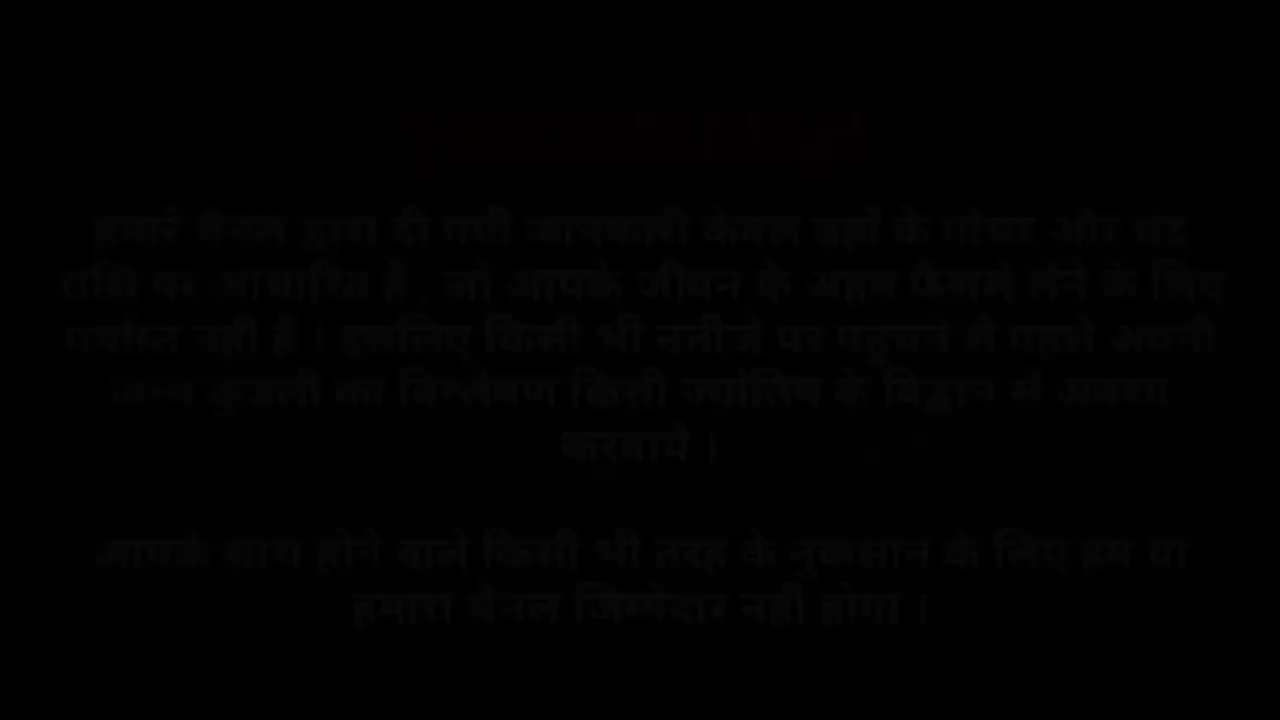 हमारे चैनल द्वारा दी गयी जानकारी केवल ग्रहों के गोचर और चंद्र
राशि पर आधारित हैं , जो आपके जीवन के अहम फैसले लेने के लिए
पर्याप्त नहीं हैं । इसलिए किसी भी नतीजे पर पहुचने से पहले अपनी
जन्म कुंडली का विश्लेषण किसी ज्योतिष के विद्वान से अवश्य
करवाये ।
आपके साथ होने वाले किसी भी तरह के नुकसान के लिए हम या
हमारा चैनल जिम्मेदार नहीं होगा ।